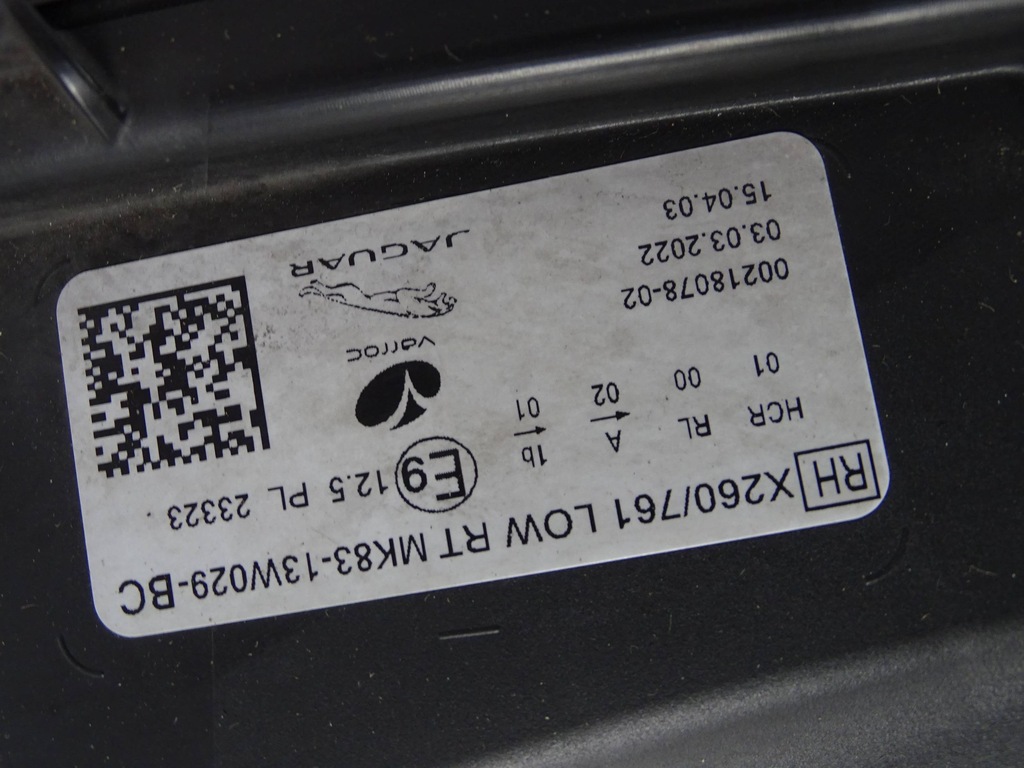 RH X260/761 LOW RT MK83-13W029-BC
HCR RL A 1b E9 12.5 PL 23323
01 00 02 01
varroc
00218078-02
03.03.2022
15.04.03
JAGUAR